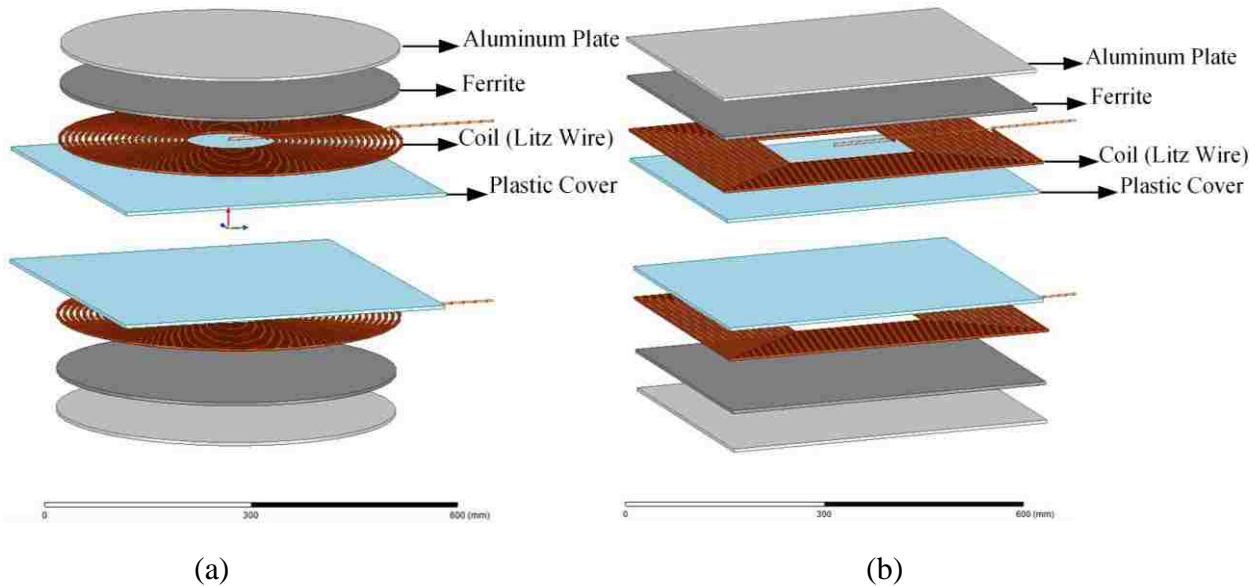 Aluminum Plate
Ferrite
Coil (Litz Wire)
Plastic Cover
0 300 600 (mm)
(a)
Aluminum Plate
Ferrite
Coil (Litz Wire)
Plastic Cover
0 300 600 (mm)
(b)